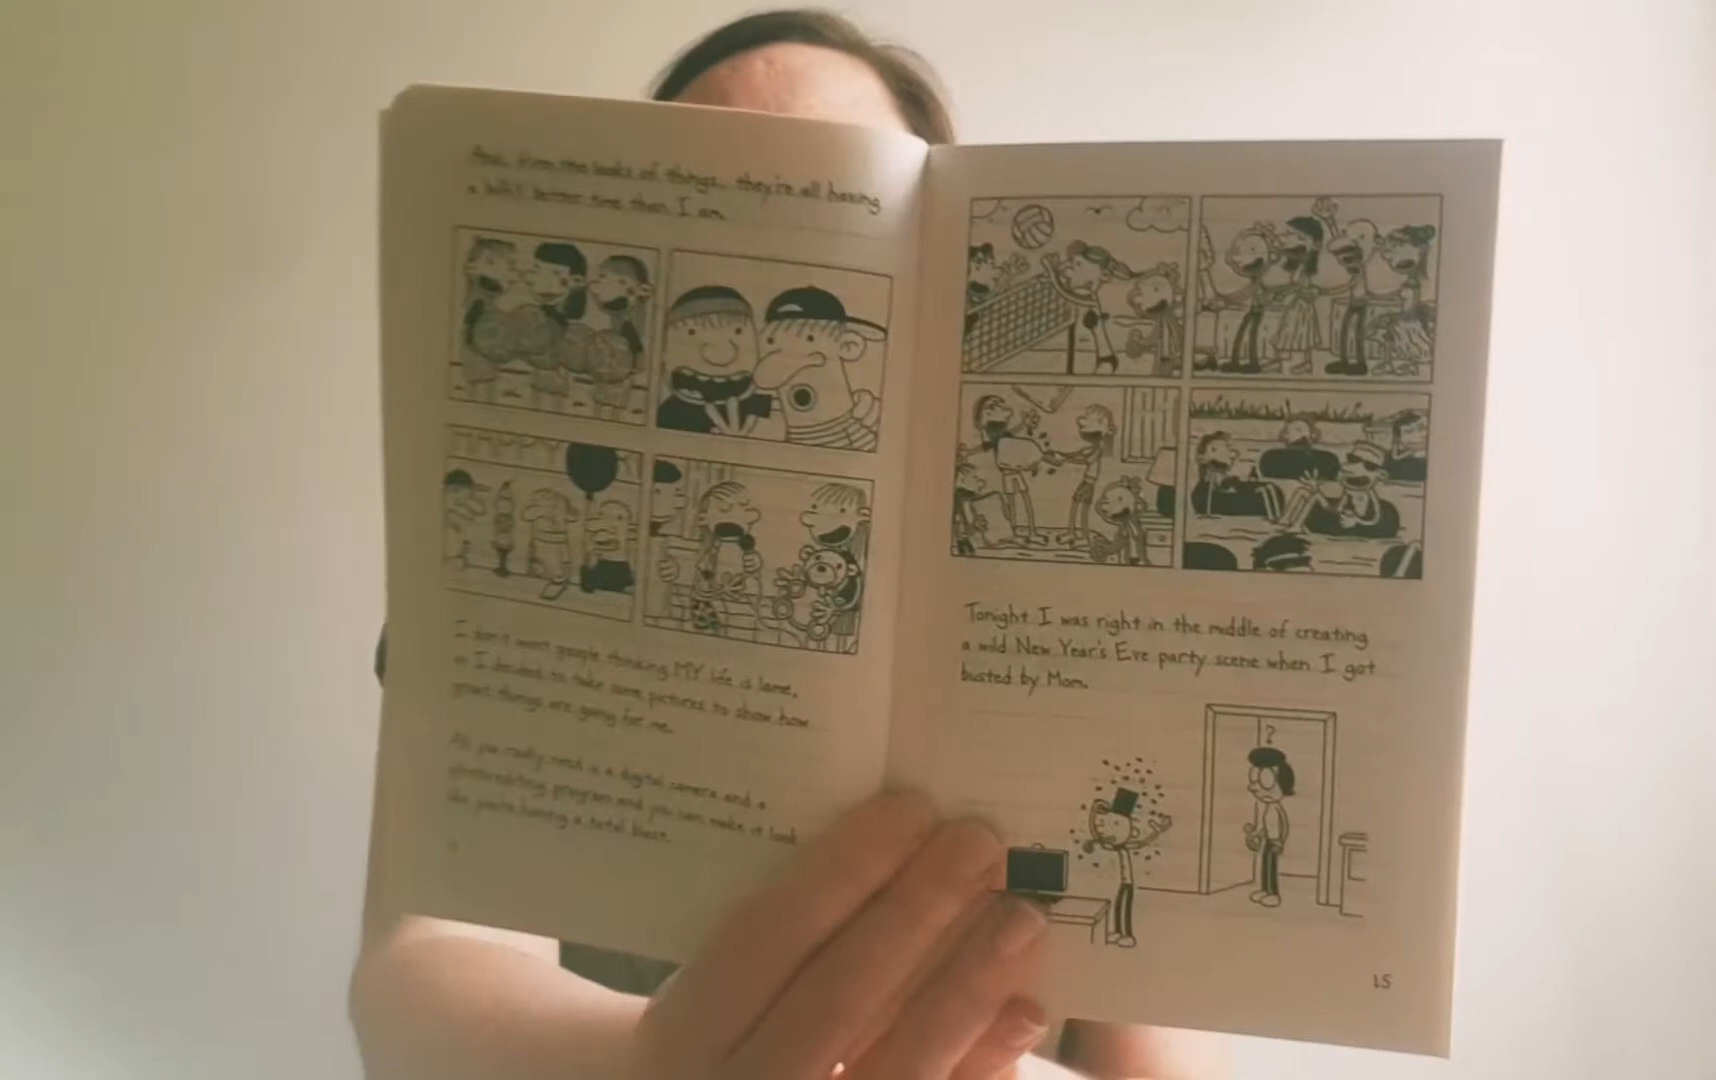 And, from the looks of things, they're all having
a WHOLE better time than I am.
HAPPY
I don't want people thinking MY life is lame,
so I decided to take some pictures to show how
great things are going for me.
All you really need is a digital camera and a
photo-editing program and you can make it look
like you're having a total blast.
Tonight I was right in the middle of creating
a wild New Year's Eve party scene when I got
busted by Mom.
?
15